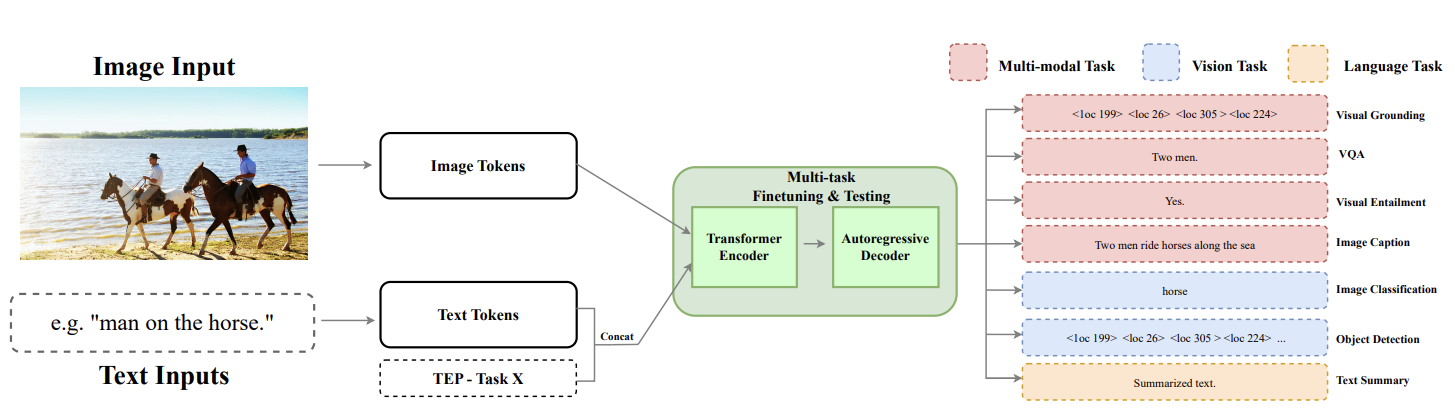 Image Input
e.g. "man on the horse."
Text Inputs
Image Tokens
Text Tokens
TEP - Task X
Concat
Multi-task
Finetuning & Testing
Transformer
Encoder
Autoregressive
Decoder
Multi-modal Task
Vision Task
Language Task
<1oc 199> <loc 26> <loc 305 > <loc 224>
Visual Grounding
Two men.
VQA
Yes.
Visual Entailment
Two men ride horses along the sea
Image Caption
horse
Image Classification
<1oc 199> <loc 26> <loc 305 > <loc 224> ...
Object Detection
Summarized text.
Text Summary